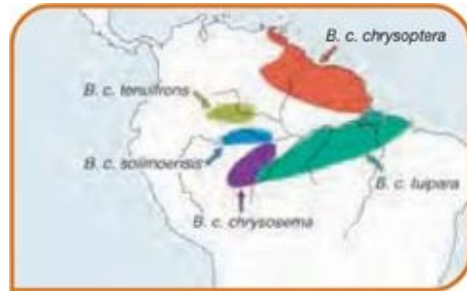 B. c. chrysoptera
B. c. tenuifrons
B. c. solimoensis
B. c. tuipara
B. c. chrysosema